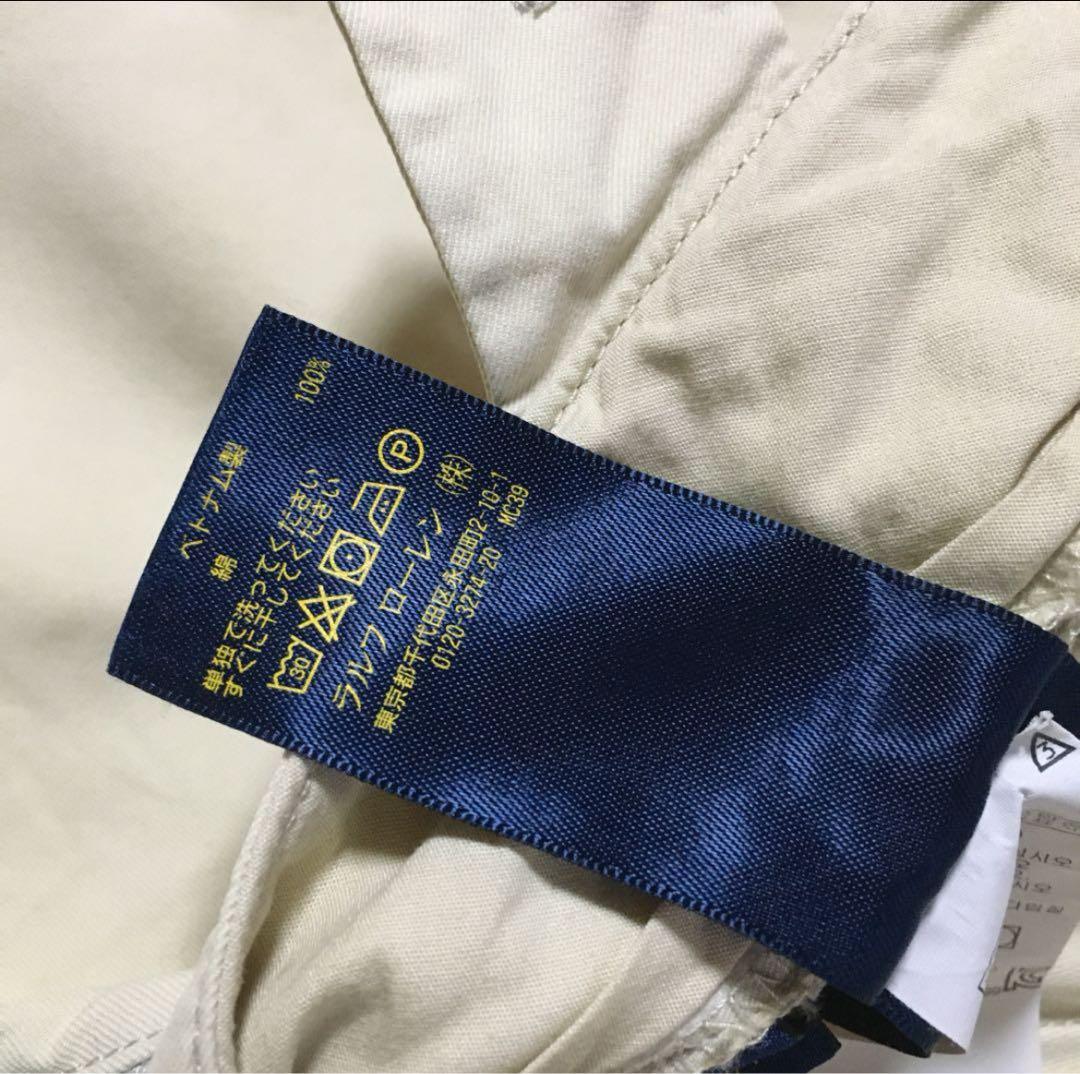 ベトナム製
綿 100%
単独で洗ってください
すぐに干してください
30 P
ラルフ ローレン (株)
東京都千代田区永田町2-10-1
0120-3274-20 MC39
3